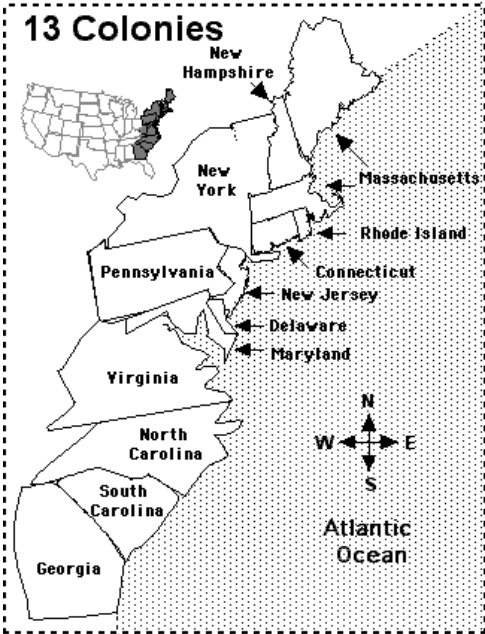 13 Colonies
New
Hampshire
New
York
Massachusetts
Rhode Island
Connecticut
Pennsylvania
New Jersey
Delaware
Maryland
Virginia
North
Carolina
N
W E
S
South
Carolina
Atlantic
Ocean
Georgia